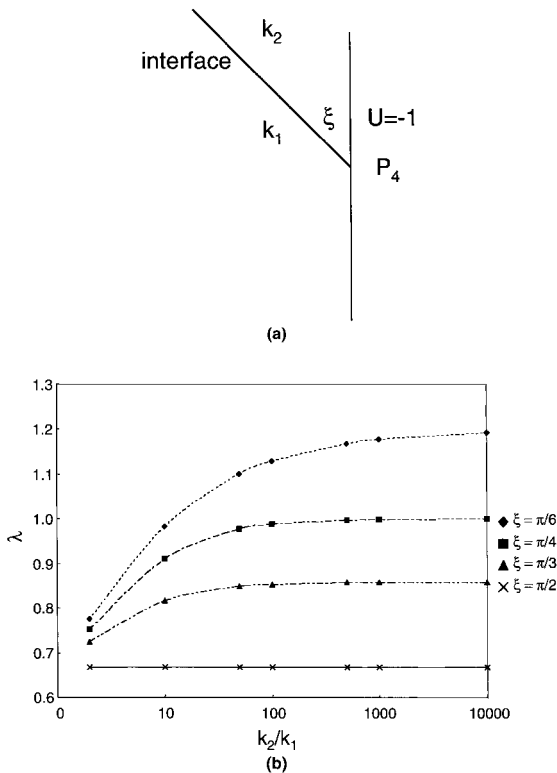 k2
interface
k1
ξ
U=-1
P4
(a)
1.3
1.2
1.1
1.0
0.9
0.8
0.7
0.6
λ
0
10
100
1000
10000
k2/k1
ξ = π/6
ξ = π/4
ξ = π/3
ξ = π/2
(b)